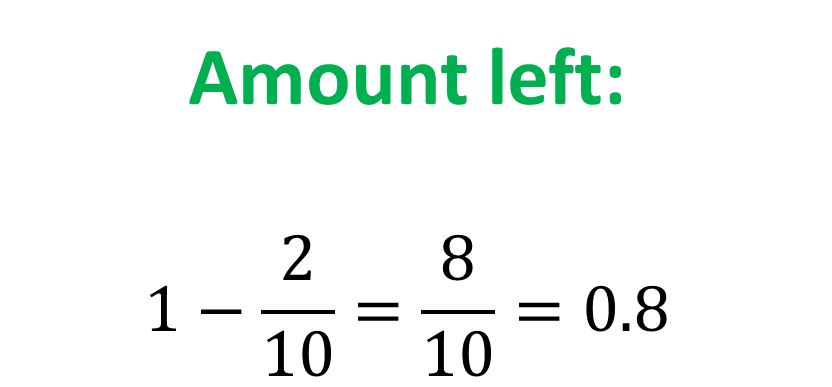 Amount left:
1 − 2/10 = 8/10 = 0.8